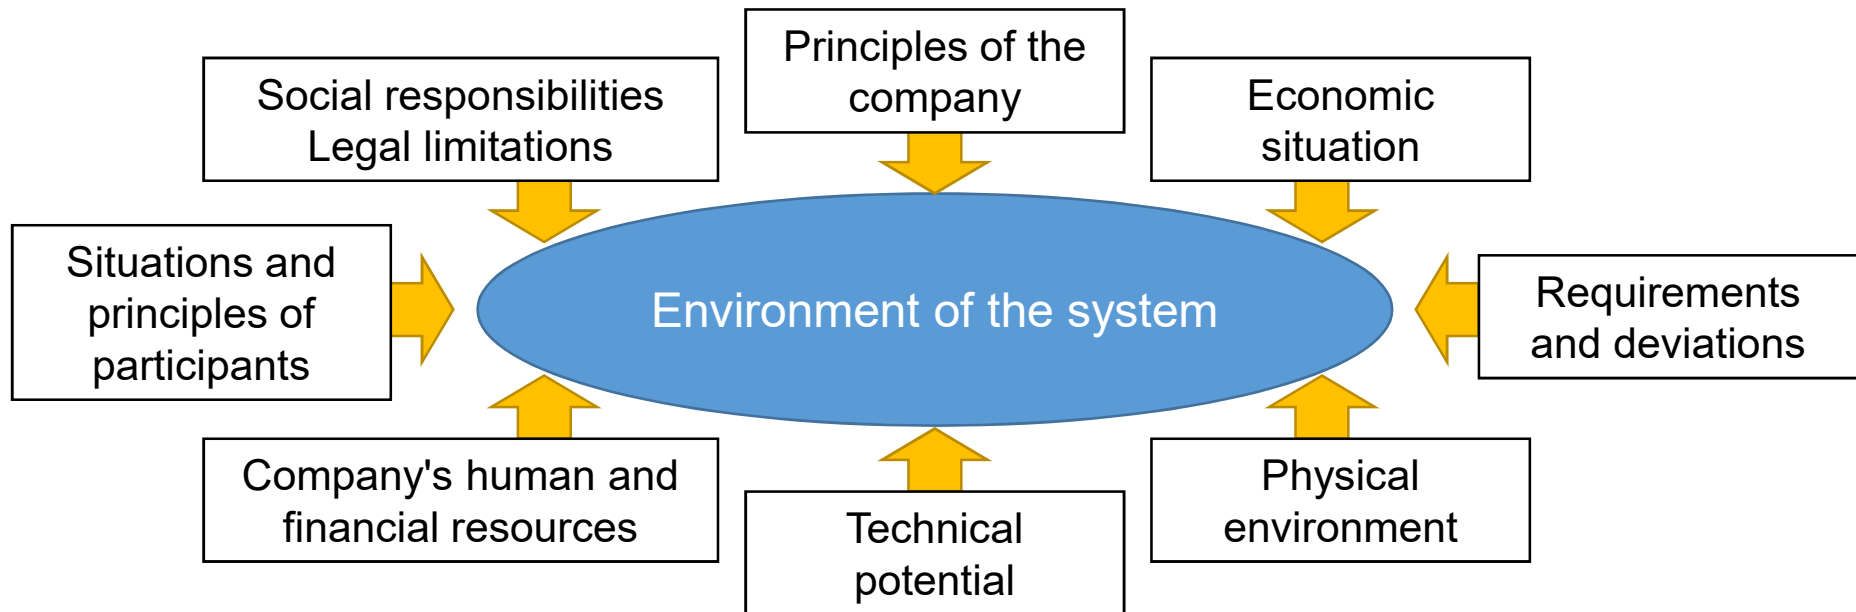 Principles of the
company
Social responsibilities
Legal limitations
Economic
situation
Situations and
principles of
participants
Environment of the system
Requirements
and deviations
Company's human and
financial resources
Technical
potential
Physical
environment